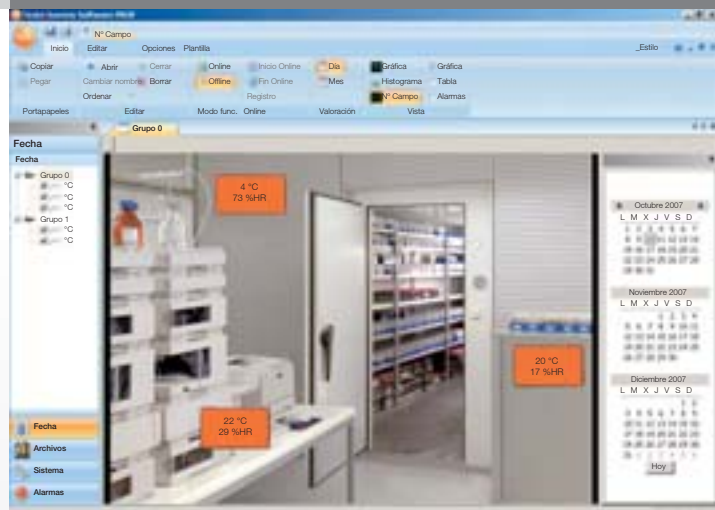 Nº Campo
Inicio Editar Opciones Plantilla _Estilo
Copiar Abrir Cerrar Online Inicio Online Día Gráfica Gráfica
Pegar Cambiar nombre Borrar Offline Fin Online Mes Histograma Tabla
Ordenar Registro Nº Campo Alarmas
Portapapeles Editar Modo func. Online Valoración Vista
Grupo 0
Fecha
Fecha
Grupo 0
°C
°C
°C
Grupo 1
°C
°C
4 °C
73 %HR
20 °C
17 %HR
22 °C
29 %HR
Octubre 2007
L M X J V S D
Noviembre 2007
L M X J V S D
Diciembre 2007
L M X J V S D
Hoy
Fecha
Archivos
Sistema
Alarmas